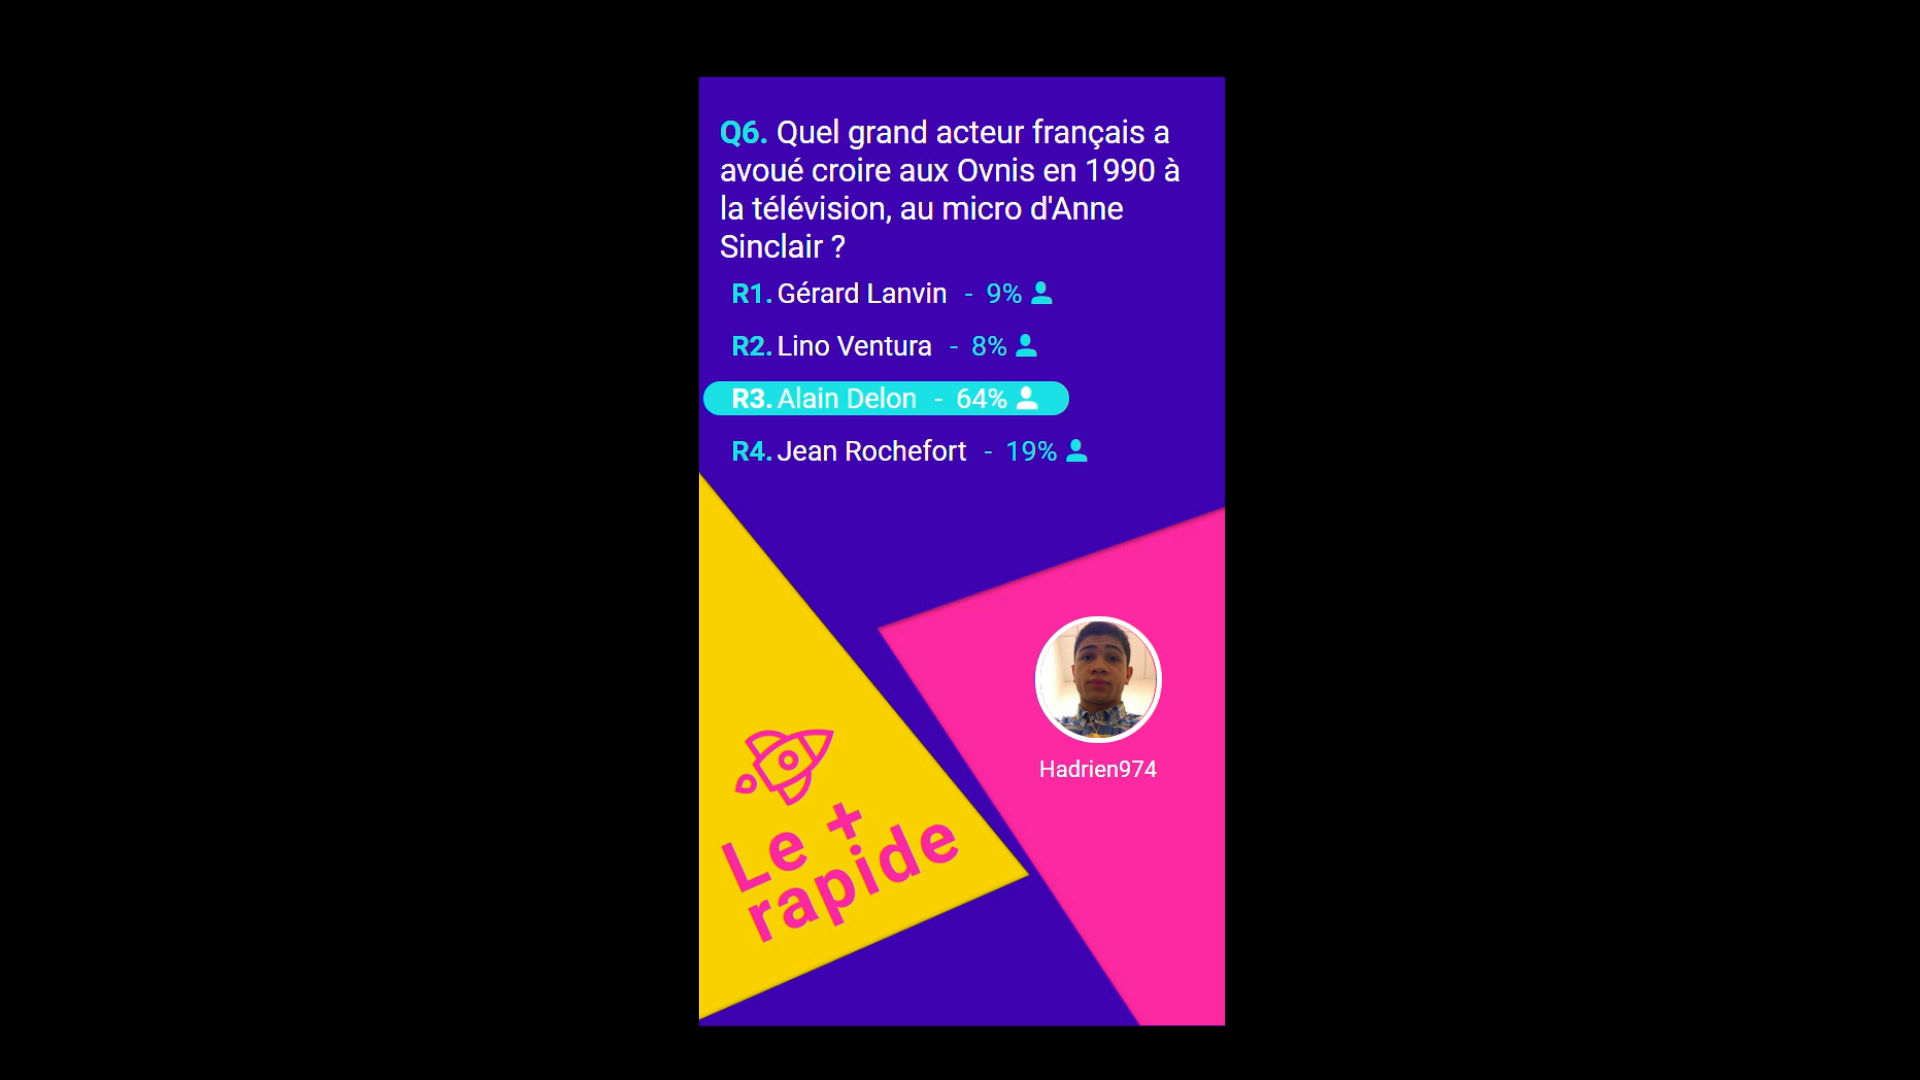 Q6. Quel grand acteur français a
avoué croire aux Ovnis en 1990 à
la télévision, au micro d'Anne
Sinclair ?
R1. Gérard Lanvin - 9%
R2. Lino Ventura - 8%
R3. Alain Delon - 64%
R4. Jean Rochefort - 19%
Hadrien974
Le +
rapide